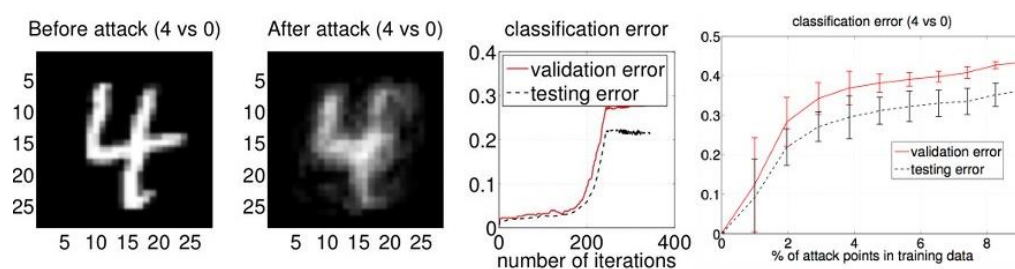 Before attack (4 vs 0)
5
10
15
20
25
5 10 15 20 25
After attack (4 vs 0)
5
10
15
20
25
5 10 15 20 25
classification error
0.4
0.3
0.2
0.1
0
validation error
testing error
0 200 400
number of iterations
classification error (4 vs 0)
0.5
0.4
0.3
0.2
0.1
0
validation error
testing error
0 2 4 6 8
% of attack points in training data